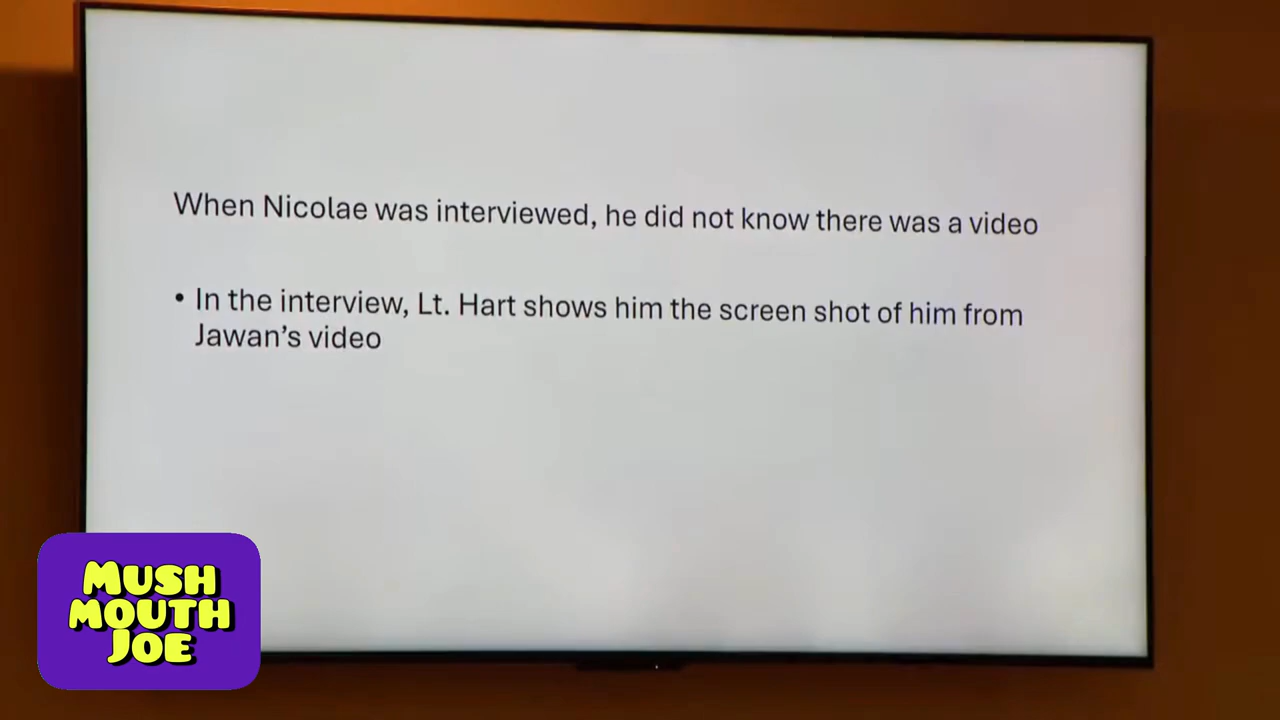 When Nicolae was interviewed, he did not know there was a video
• In the interview, Lt. Hart shows him the screen shot of him from
Jawan's video
MUSH
MOUTH
JOE